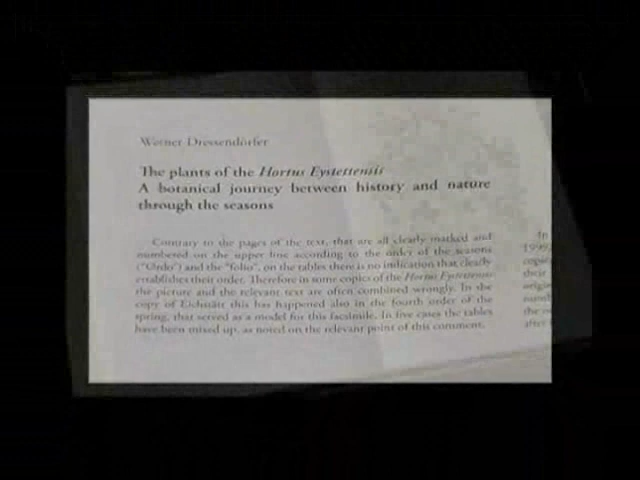 Werner Dressendörfer
The plants of the Hortus Eystettensis
A botanical journey between history and nature
through the seasons
Contrary to the pages of the text, that are all clearly marked and
numbered on the upper line according to the order of the seasons
("Ordo") and the "folio", on the tables there is no indication that clearly
establishes their order. Therefore in some copies of the Hortus Eystettensis
the picture and the relevant text are often combined wrongly. In the
copy of Eichstätt this has happened also in the fourth order of the
spring, that served as a model for this facsimile. In five cases the tables
have been mixed up, as noted on the relevant point of this comment.
In
1999
their
after